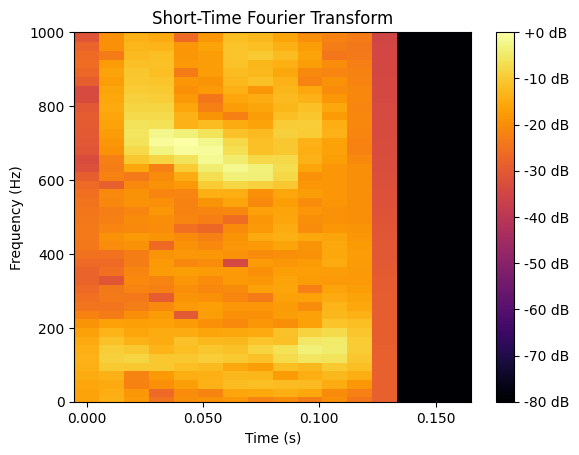 Short-Time Fourier Transform
1000
800
600
400
200
0
Frequency (Hz)
0.000
0.050
0.100
0.150
Time (s)
+0 dB
-10 dB
-20 dB
-30 dB
-40 dB
-50 dB
-60 dB
-70 dB
-80 dB